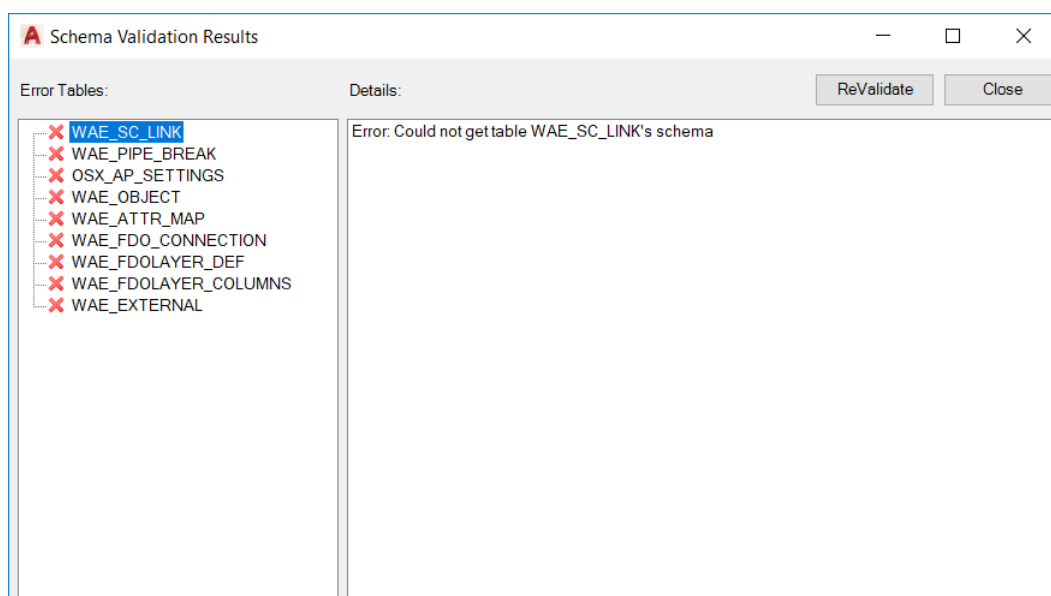 Schema Validation Results
Error Tables:
Details:
ReValidate
Close
WAE_SC_LINK
WAE_PIPE_BREAK
OSX_AP_SETTINGS
WAE_OBJECT
WAE_ATTR_MAP
WAE_FDO_CONNECTION
WAE_FDOLAYER_DEF
WAE_FDOLAYER_COLUMNS
WAE_EXTERNAL
Error: Could not get table WAE_SC_LINK's schema